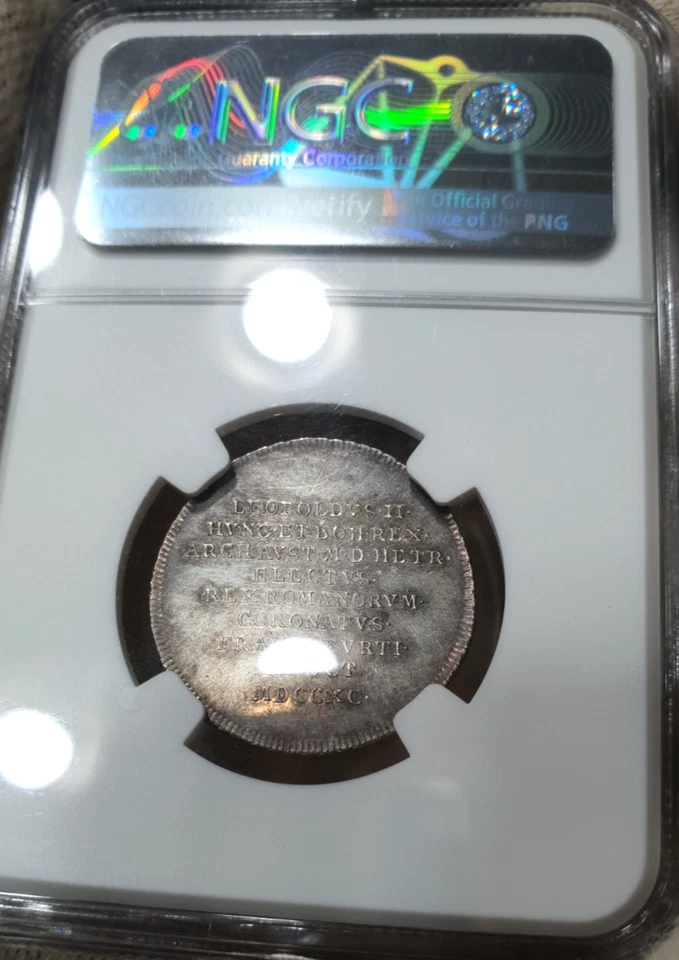 NGC
Guaranty Corporation
NGCcoin.com/verify
The Official Grading
Service of the PNG
LEOPOLDVS·II·
HVNG·ET·BOH·REX·
ARCH·AVST·M·D·HETR·
ELECTVS·
REX·ROMANORVM·
CORONATVS·
MDCCXC·